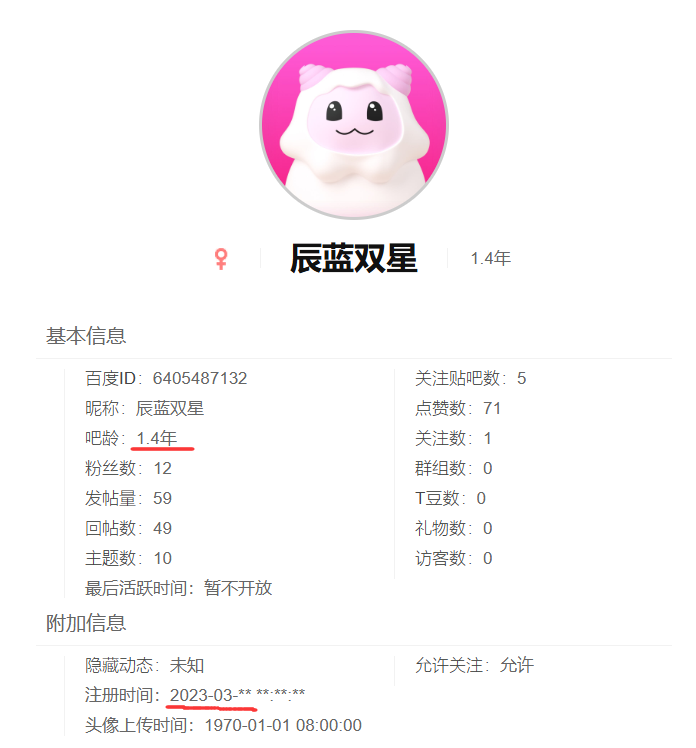 辰蓝双星 1.4年
基本信息
百度ID：6405487132
昵称：辰蓝双星
吧龄：1.4年
粉丝数：12
发帖量：59
回帖数：49
主题数：10
最后活跃时间：暂不开放
关注贴吧数：5
点赞数：71
关注数：1
群组数：0
T豆数：0
礼物数：0
访客数：0
附加信息
隐藏动态：未知
注册时间：2023-03-** **:**:**
头像上传时间：1970-01-01 08:00:00
允许关注：允许